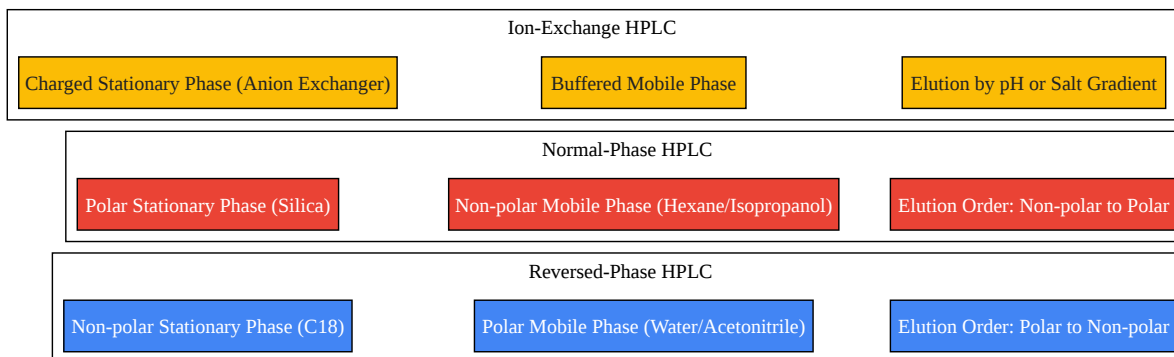 Ion-Exchange HPLC
Charged Stationary Phase (Anion Exchanger)
Buffered Mobile Phase
Elution by pH or Salt Gradient
Normal-Phase HPLC
Polar Stationary Phase (Silica)
Non-polar Mobile Phase (Hexane/Isopropanol)
Elution Order: Non-polar to Polar
Reversed-Phase HPLC
Non-polar Stationary Phase (C18)
Polar Mobile Phase (Water/Acetonitrile)
Elution Order: Polar to Non-polar